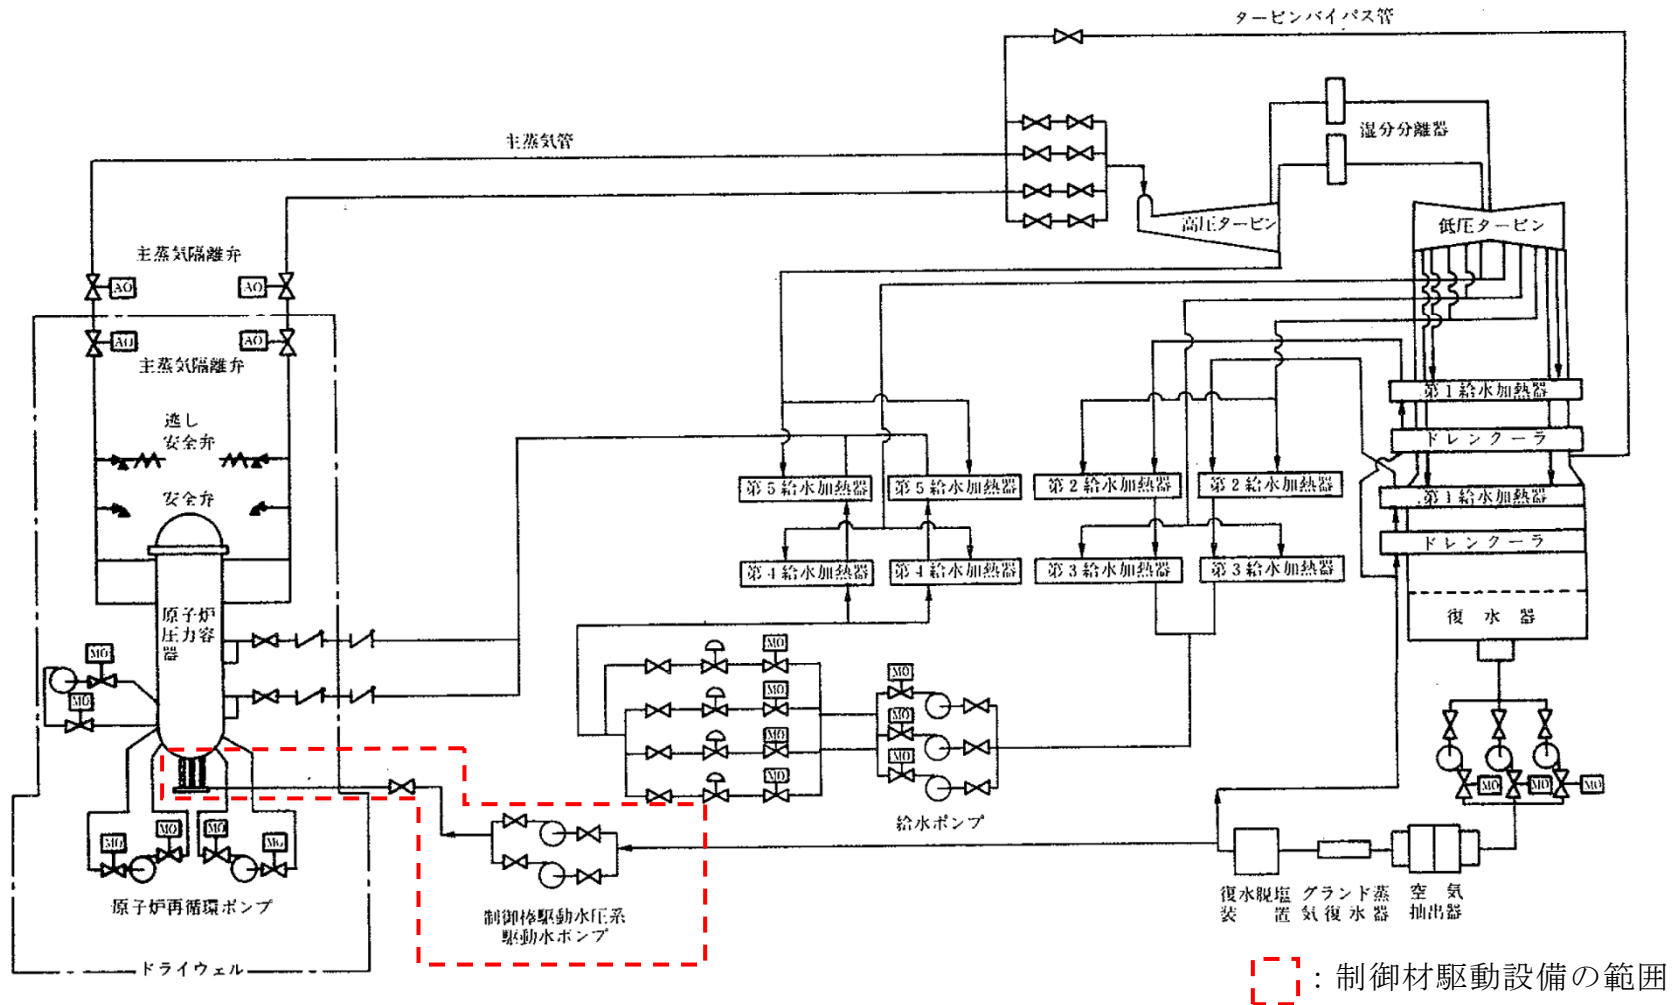 タービンバイパス管
主蒸気管
湿分分離器
高圧タービン
低圧タービン
主蒸気隔離弁
AO
AO
AO
AO
主蒸気隔離弁
逃し
安全弁
安全弁
第1給水加熱器
ドレンクーラ
第1給水加熱器
ドレンクーラ
第5給水加熱器
第5給水加熱器
第2給水加熱器
第2給水加熱器
第4給水加熱器
第4給水加熱器
第3給水加熱器
第3給水加熱器
復水器
原子炉
圧力容
器
MO
MO
MO
MO
MO
MO
MO
MO
MO
MO
MO
MO
MO
給水ポンプ
MO
MO
MO
MO
原子炉再循環ポンプ
制御棒駆動水圧系
駆動水ポンプ
復水脱塩
装置
グランド蒸
気復水器
空気
抽出器
ドライウェル
:制御材駆動設備の範囲